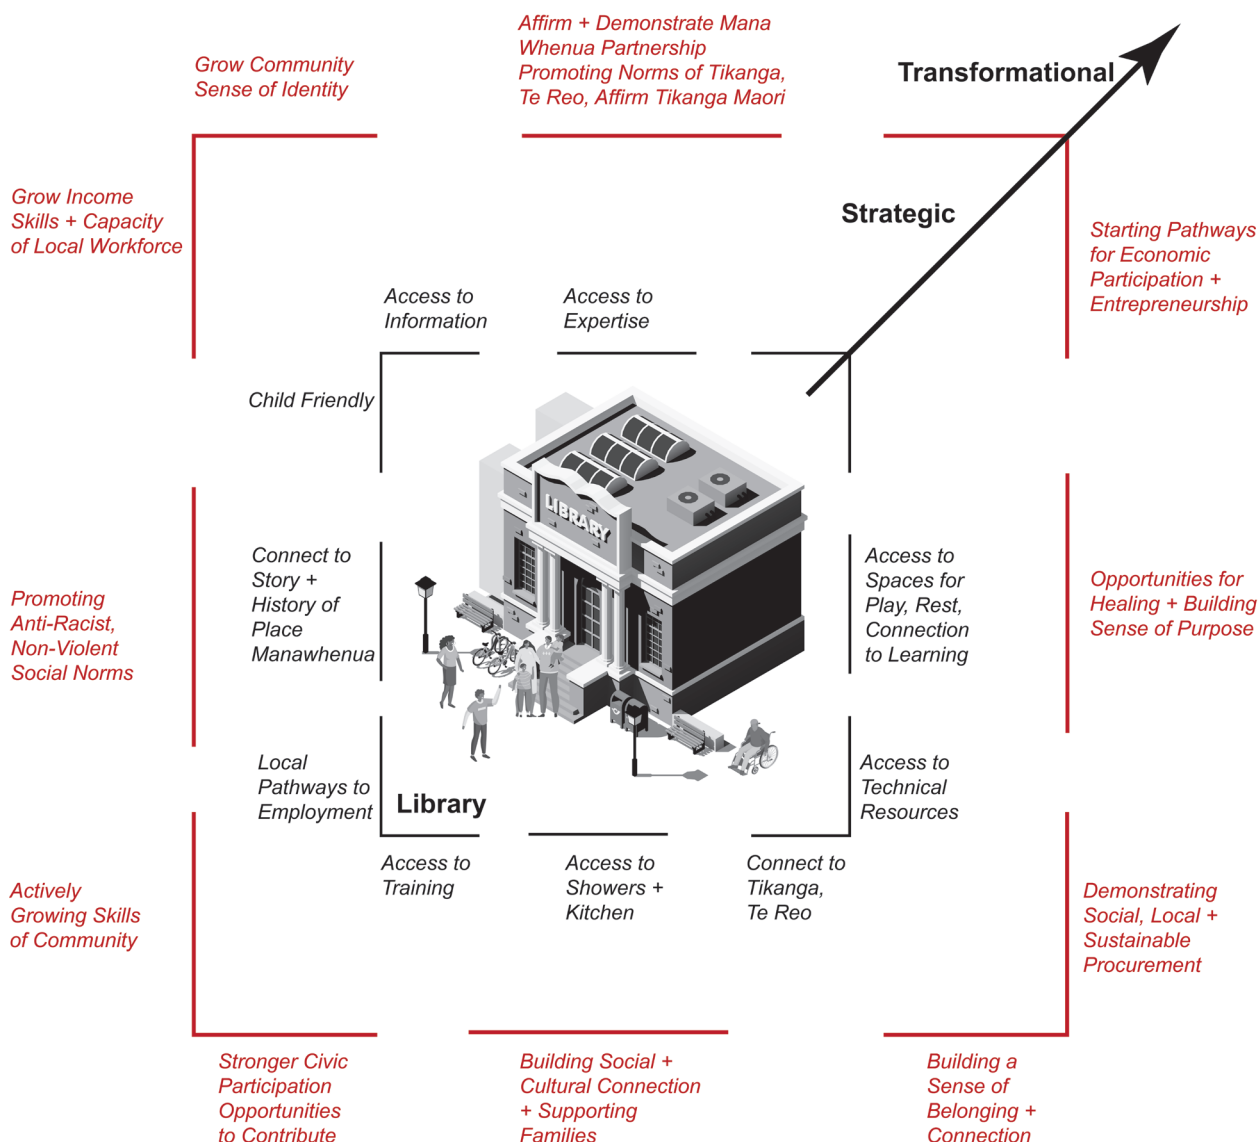 Affirm + Demonstrate Mana
Whenua Partnership
Promoting Norms of Tikanga,
Te Reo, Affirm Tikanga Maori
Grow Community
Sense of Identity
Transformational
Grow Income
Skills + Capacity
of Local Workforce
Strategic
Starting Pathways
for Economic
Participation +
Entrepreneurship
Access to
Information
Access to
Expertise
Child Friendly
LIBRARY
Connect to
Story +
History of
Place
Manawhenua
Access to
Spaces for
Play, Rest,
Connection
to Learning
Promoting
Anti-Racist,
Non-Violent
Social Norms
Opportunities for
Healing + Building
Sense of Purpose
Local
Pathways to
Employment
Library
Access to
Technical
Resources
Access to
Training
Access to
Showers +
Kitchen
Connect to
Tikanga,
Te Reo
Actively
Growing Skills
of Community
Demonstrating
Social, Local +
Sustainable
Procurement
Stronger Civic
Participation
Opportunities
to Contribute
Building Social +
Cultural Connection
+ Supporting
Families
Building a
Sense of
Belonging +
Connection